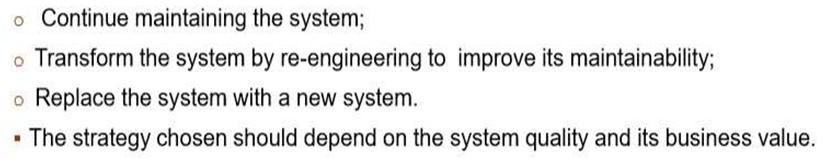 o Continue maintaining the system;
o Transform the system by re-engineering to improve its maintainability;
o Replace the system with a new system.
▪ The strategy chosen should depend on the system quality and its business value.